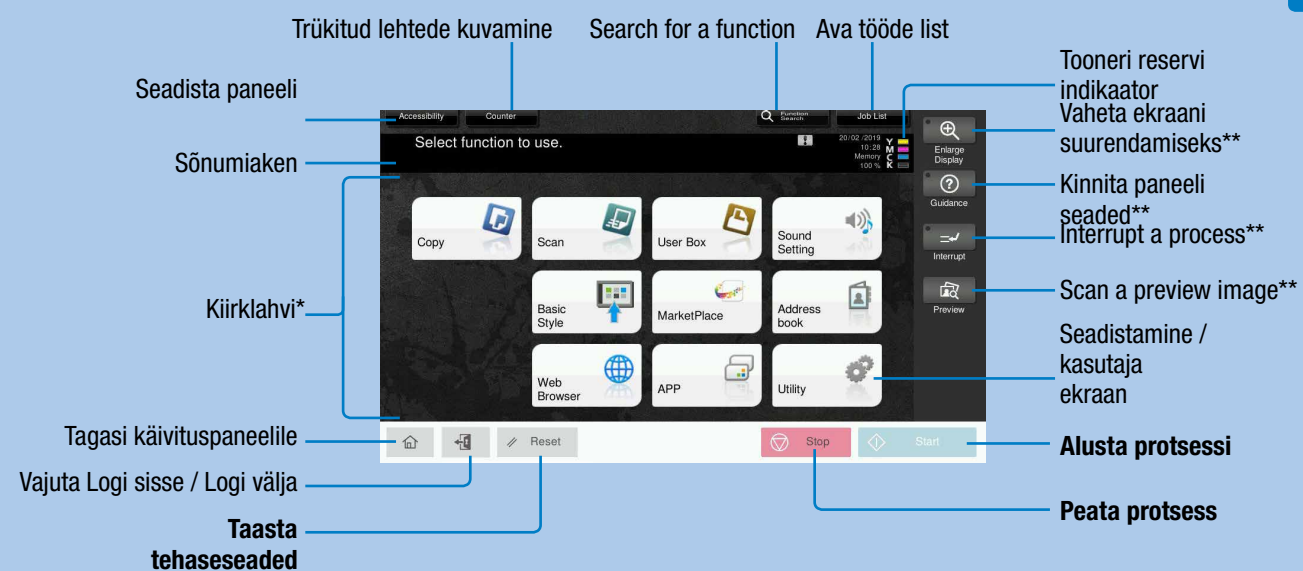 Trükitud lehtede kuvamine
Search for a function
Ava tööde list
Tooneri reservi
indikaator
Seadista paneeli
Vaheta ekraani
suurendamiseks**
Sõnumiaken
Kinnita paneeli
seaded**
Interrupt a process**
Kiirklahvi*
Scan a preview image**
Seadistamine /
kasutaja
ekraan
Tagasi käivituspaneelile
Alusta protsessi
Vajuta Logi sisse / Logi välja
Peata protsess
Taasta
tehaseseaded
Accessibility
Counter
Function
Search
Job List
Select function to use.
20/02 /2019
10:28
Memory
100 %
Y
M
C
K
Enlarge
Display
Guidance
Interrupt
Preview
Copy
Scan
User Box
Sound
Setting
Basic
Style
MarketPlace
Address
book
Web
Browser
APP
Utility
Reset
Stop
Start